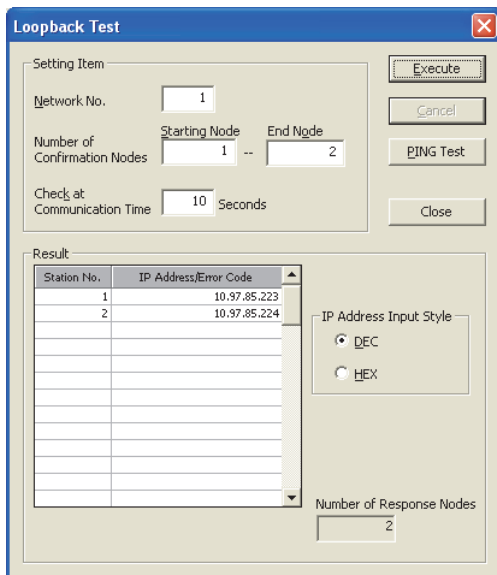 Loopback Test
Setting Item
Network No. 1
Starting Node End Node
Number of
Confirmation Nodes 1 -- 2
Check at
Communication Time 10 Seconds
Execute
Cancel
PING Test
Close
Result
Station No. IP Address/Error Code
1 10.97.85.223
2 10.97.85.224
IP Address Input Style
DEC
HEX
Number of Response Nodes
2